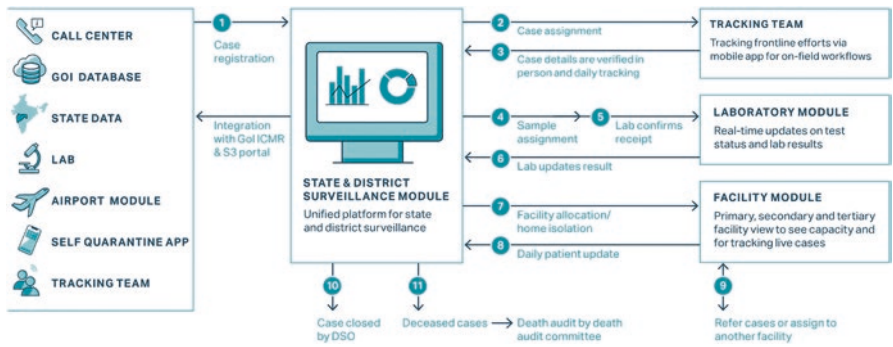 CALL CENTER
GOI DATABASE
STATE DATA
LAB
AIRPORT MODULE
SELF QUARANTINE APP
TRACKING TEAM
1
Case
registration
Integration
with GoI ICMR
& S3 portal
STATE & DISTRICT
SURVEILLANCE MODULE
Unified platform for state
and district surveillance
2
Case assignment
3
Case details are verified in
person and daily tracking
4
Sample
assignment
5
Lab confirms
receipt
6
Lab updates result
7
Facility allocation/
home isolation
8
Daily patient update
TRACKING TEAM
Tracking frontline efforts via
mobile app for on-field workflows
LABORATORY MODULE
Real-time updates on test
status and lab results
FACILITY MODULE
Primary, secondary and tertiary
facility view to see capacity and
for tracking live cases
9
Refer cases or assign to
another facility
10
Case closed
by DSO
11
Deceased cases
Death audit by death
audit committee